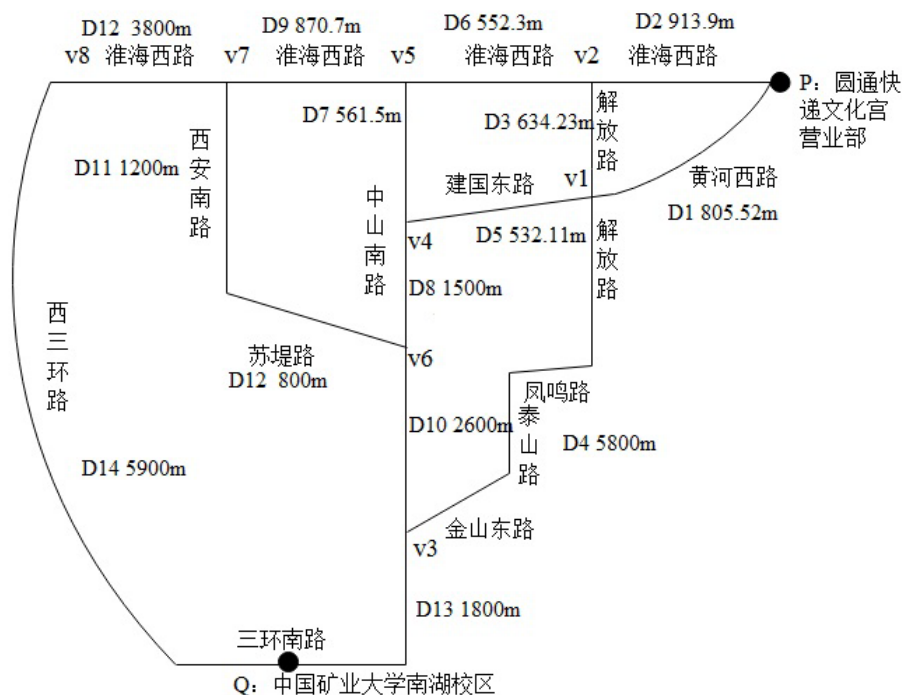 D12 3800m
D9 870.7m
D6 552.3m
D2 913.9m
v8 淮海西路 v7 淮海西路 v5 淮海西路 v2 淮海西路
P：圆通快
递文化宫
营业部
D7 561.5m
D3 634.23m
解放路
西安南路
D11 1200m
中山南路
建国东路
v1
黄河西路
D1 805.52m
v4
D5 532.11m
解放路
D8 1500m
西三环路
苏堤路
D12 800m
v6
凤鸣路
D10 2600m
泰山路
D4 5800m
D14 5900m
金山东路
v3
D13 1800m
三环南路
Q：中国矿业大学南湖校区